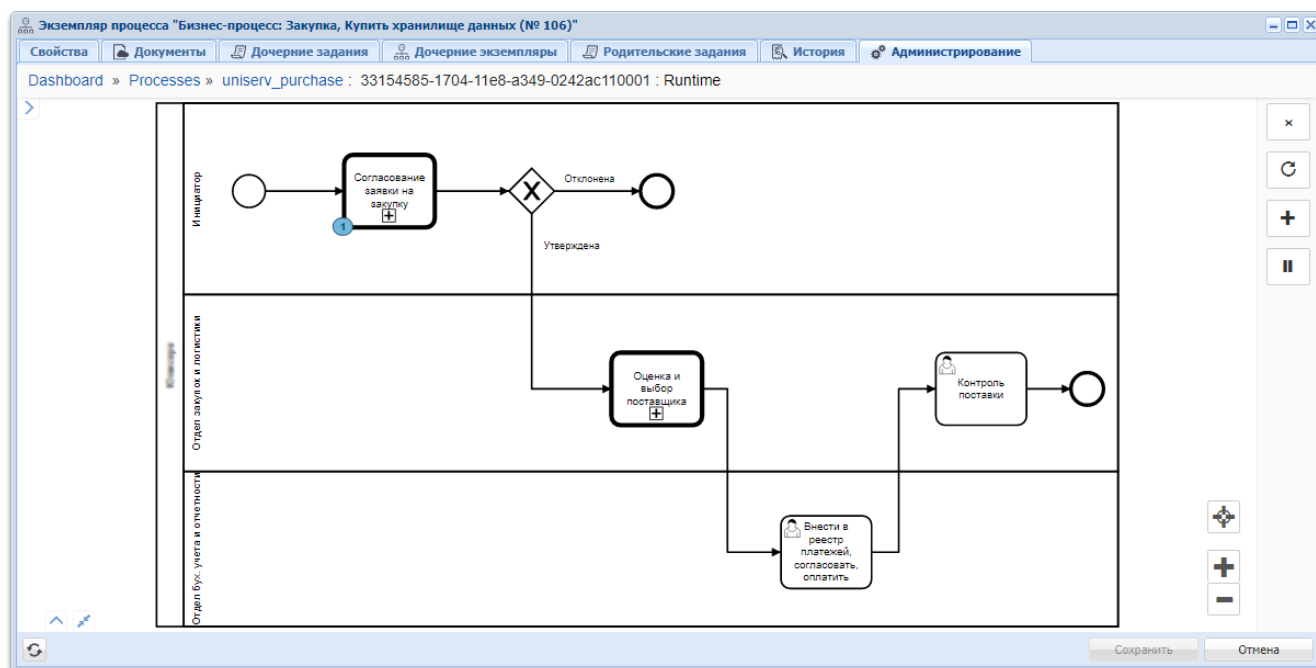 Экземпляр процесса "Бизнес-процесс: Закупка, Купить хранилище данных (№ 106)"
Свойства Документы Дочерние задания Дочерние экземпляры Родительские задания История Администрирование
Dashboard » Processes » uniserv_purchase : 33154585-1704-11e8-a349-0242ac110001 : Runtime
Инициатор
Согласование
заявки на
закупку
1
Отклонена
Утверждена
Отдел закупок и логистики
Оценка и
выбор
поставщика
Контроль
поставки
Отдел бух. учета и отчетности
Внести в
реестр
платежей,
согласовать,
оплатить
Сохранить Отмена